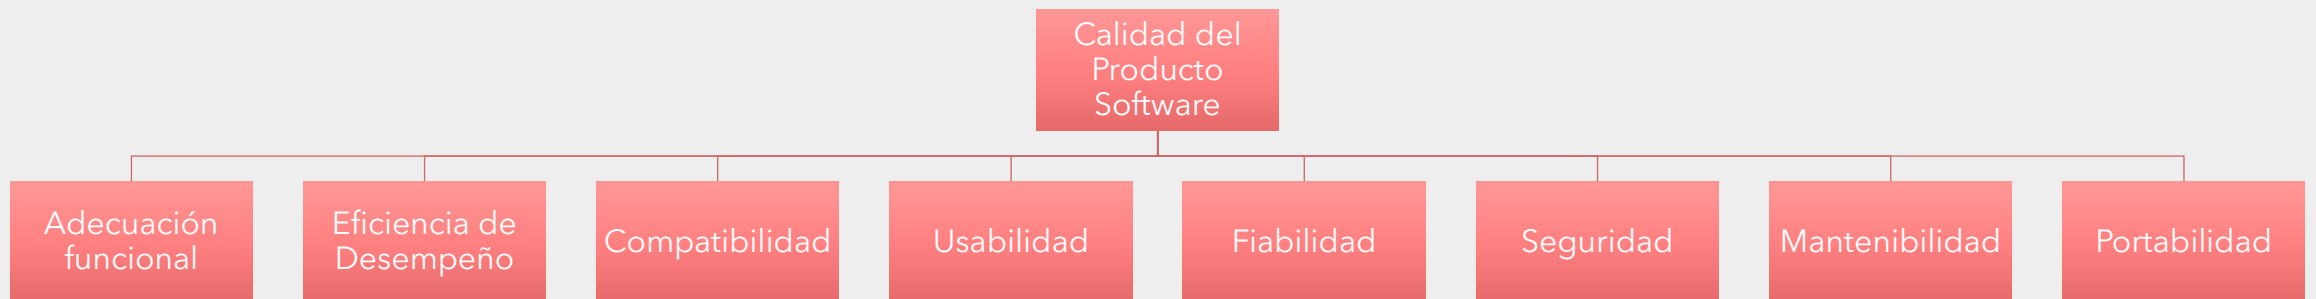 Calidad del
Producto
Software
Adecuación
funcional
Eficiencia de
Desempeño
Compatibilidad
Usabilidad
Fiabilidad
Seguridad
Mantenibilidad
Portabilidad